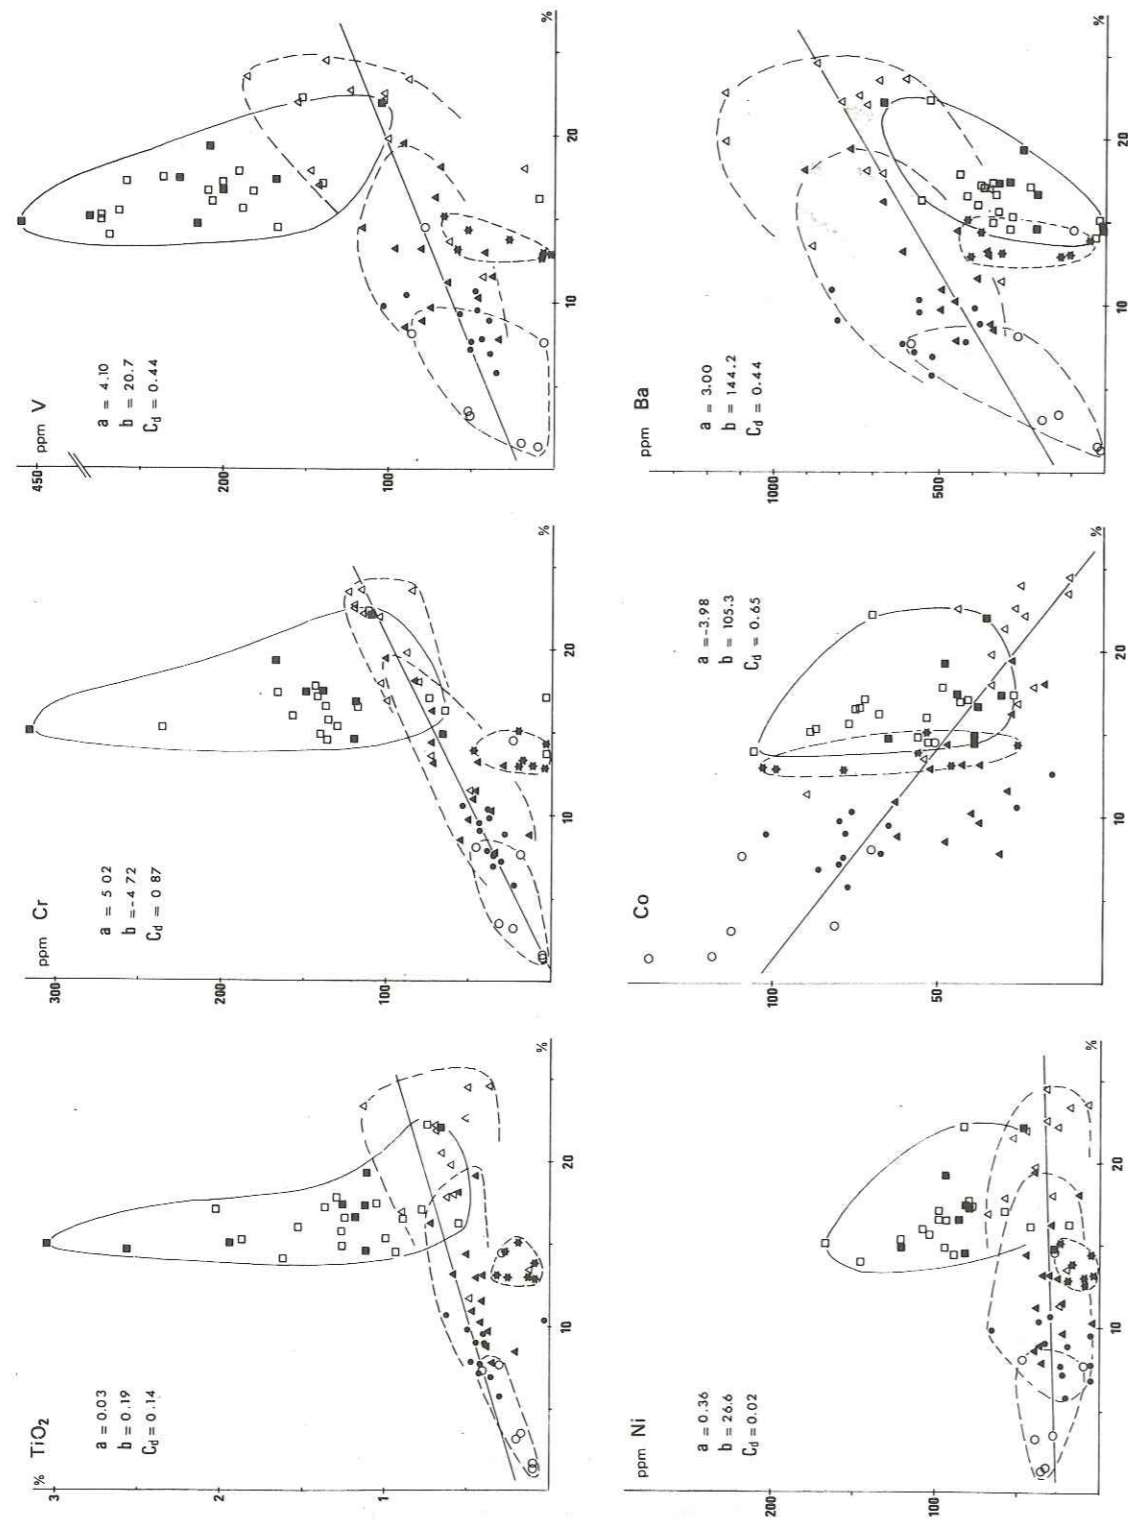 % TiO₂
3
2
1
a = 0.03
b = 0.19
Cd = 0.14
10
20
%
ppm Cr
300
200
100
a = 5 02
b = -4 72
Cd = 0 87
10
20
%
ppm V
450
200
100
a = 4.10
b = 20.7
Cd = 0.44
10
20
%
ppm Ni
200
100
a = 0.36
b = 26.6
Cd = 0.02
10
20
%
Co
100
50
a = -3.98
b = 105.3
Cd = 0.65
10
20
%
ppm Ba
1000
500
a = 3.00
b = 144.2
Cd = 0.44
10
20
%